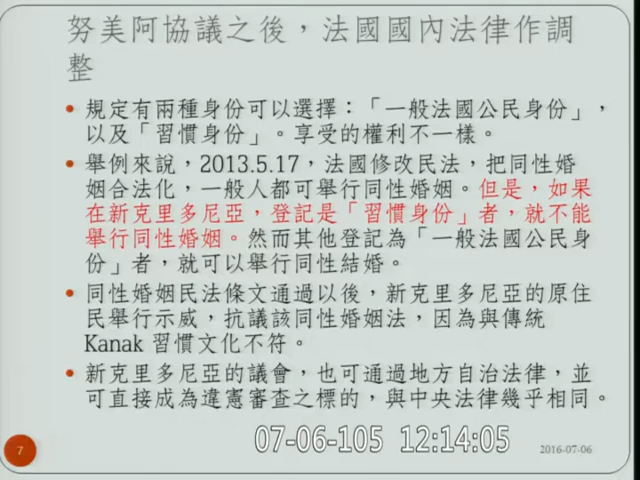 努美阿協議之後，法國國內法律作調
整
• 規定有兩種身份可以選擇：「一般法國公民身份」，
以及「習慣身份」。享受的權利不一樣。
• 舉例來說，2013.5.17，法國修改民法，把同性婚
姻合法化，一般人都可舉行同性婚姻。但是，如果
在新克里多尼亞，登記是「習慣身份」者，就不能
舉行同性婚姻。然而其他登記為「一般法國公民身
份」者，就可以舉行同性結婚。
• 同性婚姻民法條文通過以後，新克里多尼亞的原住
民舉行示威，抗議該同性婚姻法，因為與傳統
Kanak 習慣文化不符。
• 新克里多尼亞的議會，也可通過地方自治法律，並
可直接成為違憲審查之標的，與中央法律幾乎相同。
7
07-06-105 12:14:05
2016-07-06